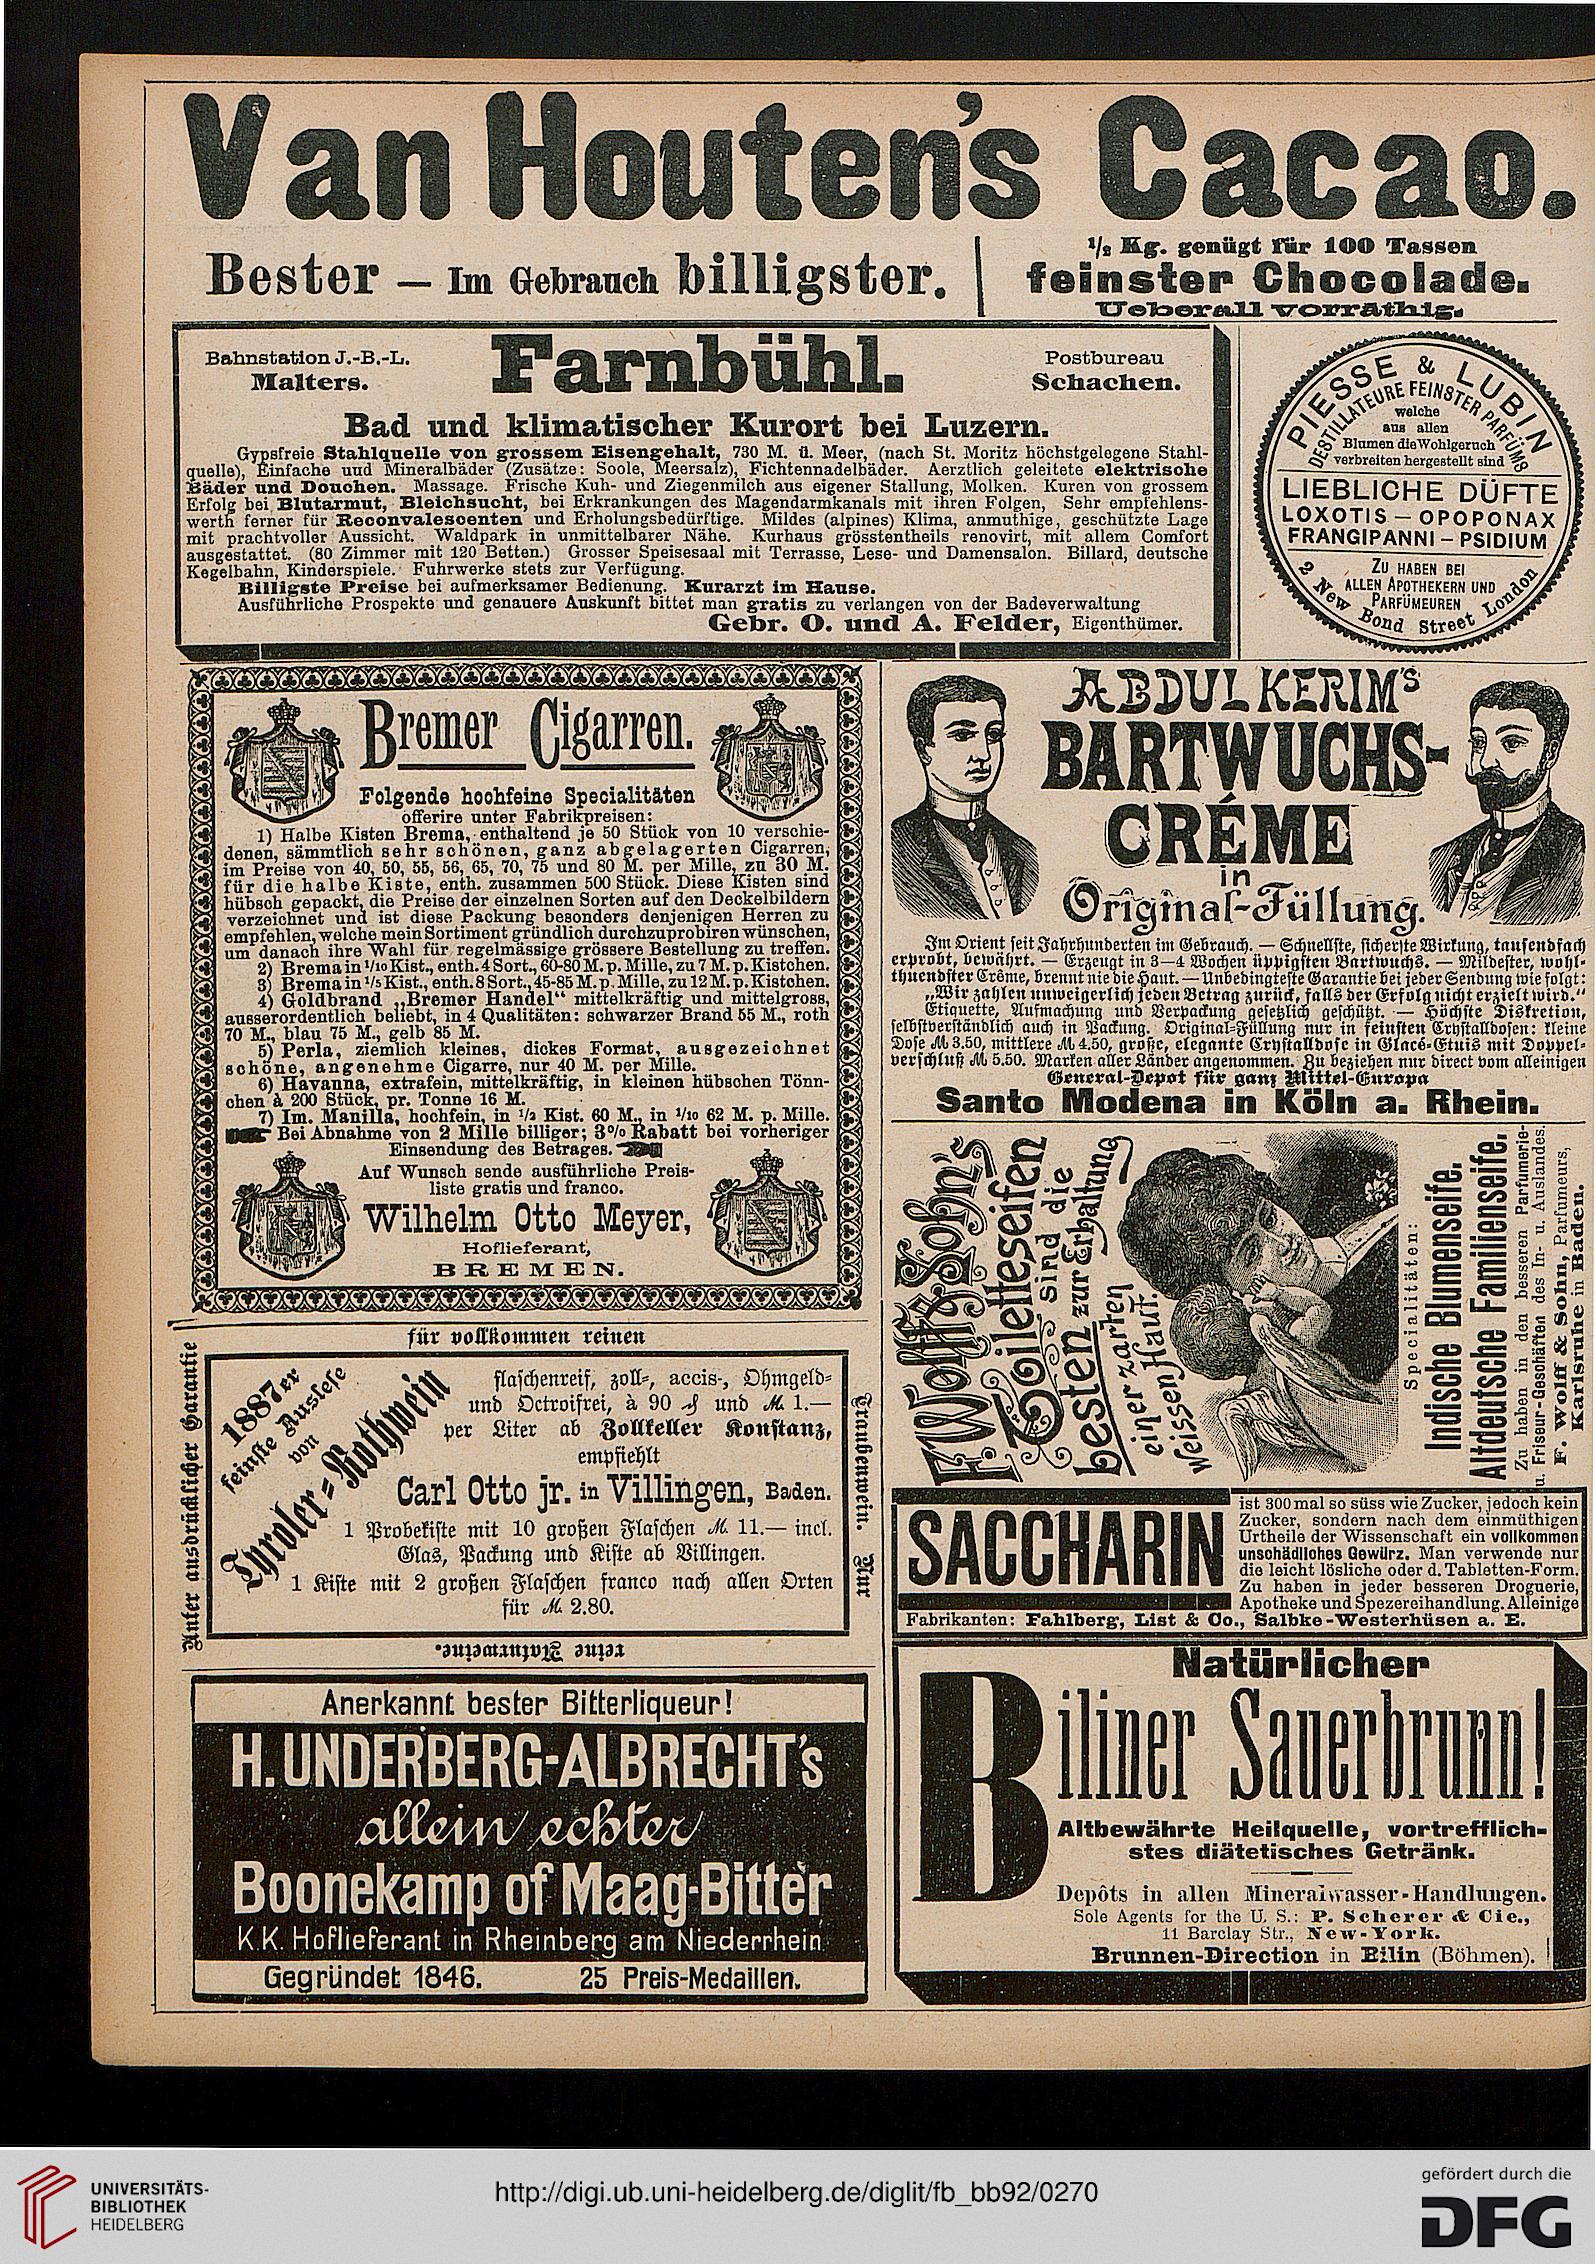 Van Houten's Cacao.
Bester — Im Gebrauch billigster.
½ Kg. genügt für 100 Tassen
feinster Chocolade.
Ueberall vorräthig.
Bahnstation J.-B.-L.
Malters.
Farnbühl.
Postbureau
Schachen.
Bad und klimatischer Kurort bei Luzern.
Gypsfreie Stahlquelle von grossem Eisengehalt, 730 M. ü. Meer, (nach St. Moritz höchstgelegene Stahl-
quelle), Einfache und Mineralbäder (Zusätze: Soole, Meersalz), Fichtennadelbäder. Aerztlich geleitete elektrische
Bäder und Douchen. Massage. Frische Kuh- und Ziegenmilch aus eigener Stallung, Molken. Kuren von grossem
Erfolg bei Blutarmut, Bleichsucht, bei Erkrankungen des Magendarmkanals mit ihren Folgen, Sehr empfehlens-
werth ferner für Reconvalescenten und Erholungsbedürftige. Mildes (alpines) Klima, anmuthige, geschützte Lage
mit prachtvoller Aussicht. Waldpark in unmittelbarer Nähe. Kurhaus grösstentheils renovirt, mit allem Comfort
ausgestattet. (80 Zimmer mit 120 Betten.) Grosser Speisesaal mit Terrasse, Lese- und Damensalon. Billard, deutsche
Kegelbahn, Kinderspiele. Fuhrwerke stets zur Verfügung.
Billigste Preise bei aufmerksamer Bedienung. Kurarzt im Hause.
Ausführliche Prospekte und genauere Auskunft bittet man gratis zu verlangen von der Badeverwaltung
Gebr. O. und A. Felder, Eigenthümer.
PIESSE & LUBIN
DESTILLATEURE FEINSTER PARFÜMS
welche
aus allen
Blumen die Wohlgeruch
verbreiten hergestellt sind
LIEBLICHE DÜFTE
LOXOTIS — OPOPONAX
FRANGIPANNI — PSIDIUM
ZU HABEN BEI
ALLEN APOTHEKERN UND
PARFÜMEUREN
2 New Bond Street London
Bremer Cigarren.
Folgende hochfeine Specialitäten
offerire unter Fabrikpreisen:
1) Halbe Kisten Brema, enthaltend je 50 Stück von 10 verschie-
denen, sämmtlich sehr schönen, ganz abgelagerten Cigarren,
im Preise von 40, 50, 55, 56, 65, 70, 75 und 80 M. per Mille, zu 30 M.
für die halbe Kiste, enth. zusammen 500 Stück. Diese Kisten sind
hübsch gepackt, die Preise der einzelnen Sorten auf den Deckelbildern
verzeichnet und ist diese Packung besonders denjenigen Herren zu
empfehlen, welche mein Sortiment gründlich durchzuprobiren wünschen,
um danach ihre Wahl für regelmässige grössere Bestellung zu treffen.
2) Brema in 1/10 Kist., enth. 4 Sort., 60-80 M. p. Mille, zu 7 M. p. Kistchen.
3) Brema in 1/5 Kist., enth. 8 Sort., 45-85 M. p. Mille, zu 12 M. p. Kistchen.
4) Goldbrand „Bremer Handel“ mittelkräftig und mittelgross,
ausserordentlich beliebt, in 4 Qualitäten: schwarzer Brand 55 M., roth
70 M., blau 75 M., gelb 85 M.
5) Perla, ziemlich kleines, dickes Format, ausgezeichnet
schöne, angenehme Cigarre, nur 40 M. per Mille.
6) Havanna, extrafein, mittelkräftig, in kleinen hübschen Tönn-
chen à 200 Stück, pr. Tonne 16 M.
7) Im. Manilla, hochfein, in ½ Kist. 60 M., in 1/10 62 M. p. Mille.
Bei Abnahme von 2 Mille billiger; 3% Rabatt bei vorheriger
Einsendung des Betrages.
Auf Wunsch sende ausführliche Preis-
liste gratis und franco.
Wilhelm Otto Meyer,
Hoflieferant,
BREMEN.
ABDUL KERIM'S
BARTWUCHS-
CRÉME
in
Original-Füllung.
Im Orient seit Jahrhunderten im Gebrauch. — Schnellste, sicherste Wirkung, tausendfach
erprobt, bewährt. — Erzeugt in 3—4 Wochen üppigsten Bartwuchs. — Mildester, wohl-
thuendster Crême, brennt nie die Haut. — Unbedingteste Garantie bei jeder Sendung wie folgt:
„Wir zahlen unweigerlich jeden Betrag zurück, falls der Erfolg nicht erzielt wird.“
Etiquette, Aufmachung und Verpackung gesetzlich geschützt. — Höchste Diskretion,
selbstverständlich auch in Packung. Original-Füllung nur in feinsten Crystalldosen: kleine
Dose M 3.50, mittlere M 4.50, große, elegante Crystalldose in Glacé-Etuis mit Doppel-
verschluß M 5.50. Marken aller Länder angenommen. Zu beziehen nur direct vom alleinigen
General-Depot für ganz Mittel-Europa
Santo Modena in Köln a. Rhein.
F. Wolff & Sohn's
Toiletteseifen
sind die
besten zur Erhaltung
einer zarten
weissen Haut.
Specialitäten:
Indische Blumenseife.
Altdeutsche Familienseife.
Zu haben in den besseren Parfumerie-
u. Friseur-Geschäften des In- u. Auslandes.
F. Wolff & Sohn, Parfumeurs,
Karlsruhe in Baden.
Unter ausdrücklicher Garantie
für vollkommen reinen
Traubenwein. Nur
reine Naturweine.
1887er
feinste Auslese
von
Tyroler-Rothwein
flaschenreif, zoll-, accis-, Ohmgeld-
und Octroifrei, à 90 ₰ und M. 1.—
per Liter ab Zollkeller Konstanz,
empfiehlt
Carl Otto jr. in Villingen, Baden.
1 Probekiste mit 10 großen Flaschen M. 11.— incl.
Glas, Packung und Kiste ab Villingen.
1 Kiste mit 2 großen Flaschen franco nach allen Orten
für M. 2.80.
SACCHARIN
ist 300 mal so süss wie Zucker, jedoch kein
Zucker, sondern nach dem einmüthigen
Urtheile der Wissenschaft ein vollkommen
unschädliches Gewürz. Man verwende nur
die leicht lösliche oder d. Tabletten-Form.
Zu haben in jeder besseren Droguerie,
Apotheke und Spezereihandlung. Alleinige
Fabrikanten: Fahlberg, List & Co., Salbke-Westerhüsen a. E.
Anerkannt bester Bitterliqueur!
H. UNDERBERG-ALBRECHT's
allein echter
Boonekamp of Maag-Bitter
K.K. Hoflieferant in Rheinberg am Niederrhein
Gegründet 1846. 25 Preis-Medaillen.
Natürlicher
Biliner Sauerbrunn!
Altbewährte Heilquelle, vortrefflich-
stes diätetisches Getränk.
Depôts in allen Mineralwasser-Handlungen.
Sole Agents for the U. S.: P. Scherer & Cie.,
11 Barclay Str., New-York.
Brunnen-Direction in Bilin (Böhmen).
UNIVERSITÄTS-
BIBLIOTHEK
HEIDELBERG
http://digi.ub.uni-heidelberg.de/diglit/fb_bb92/0270
gefördert durch die
DFG